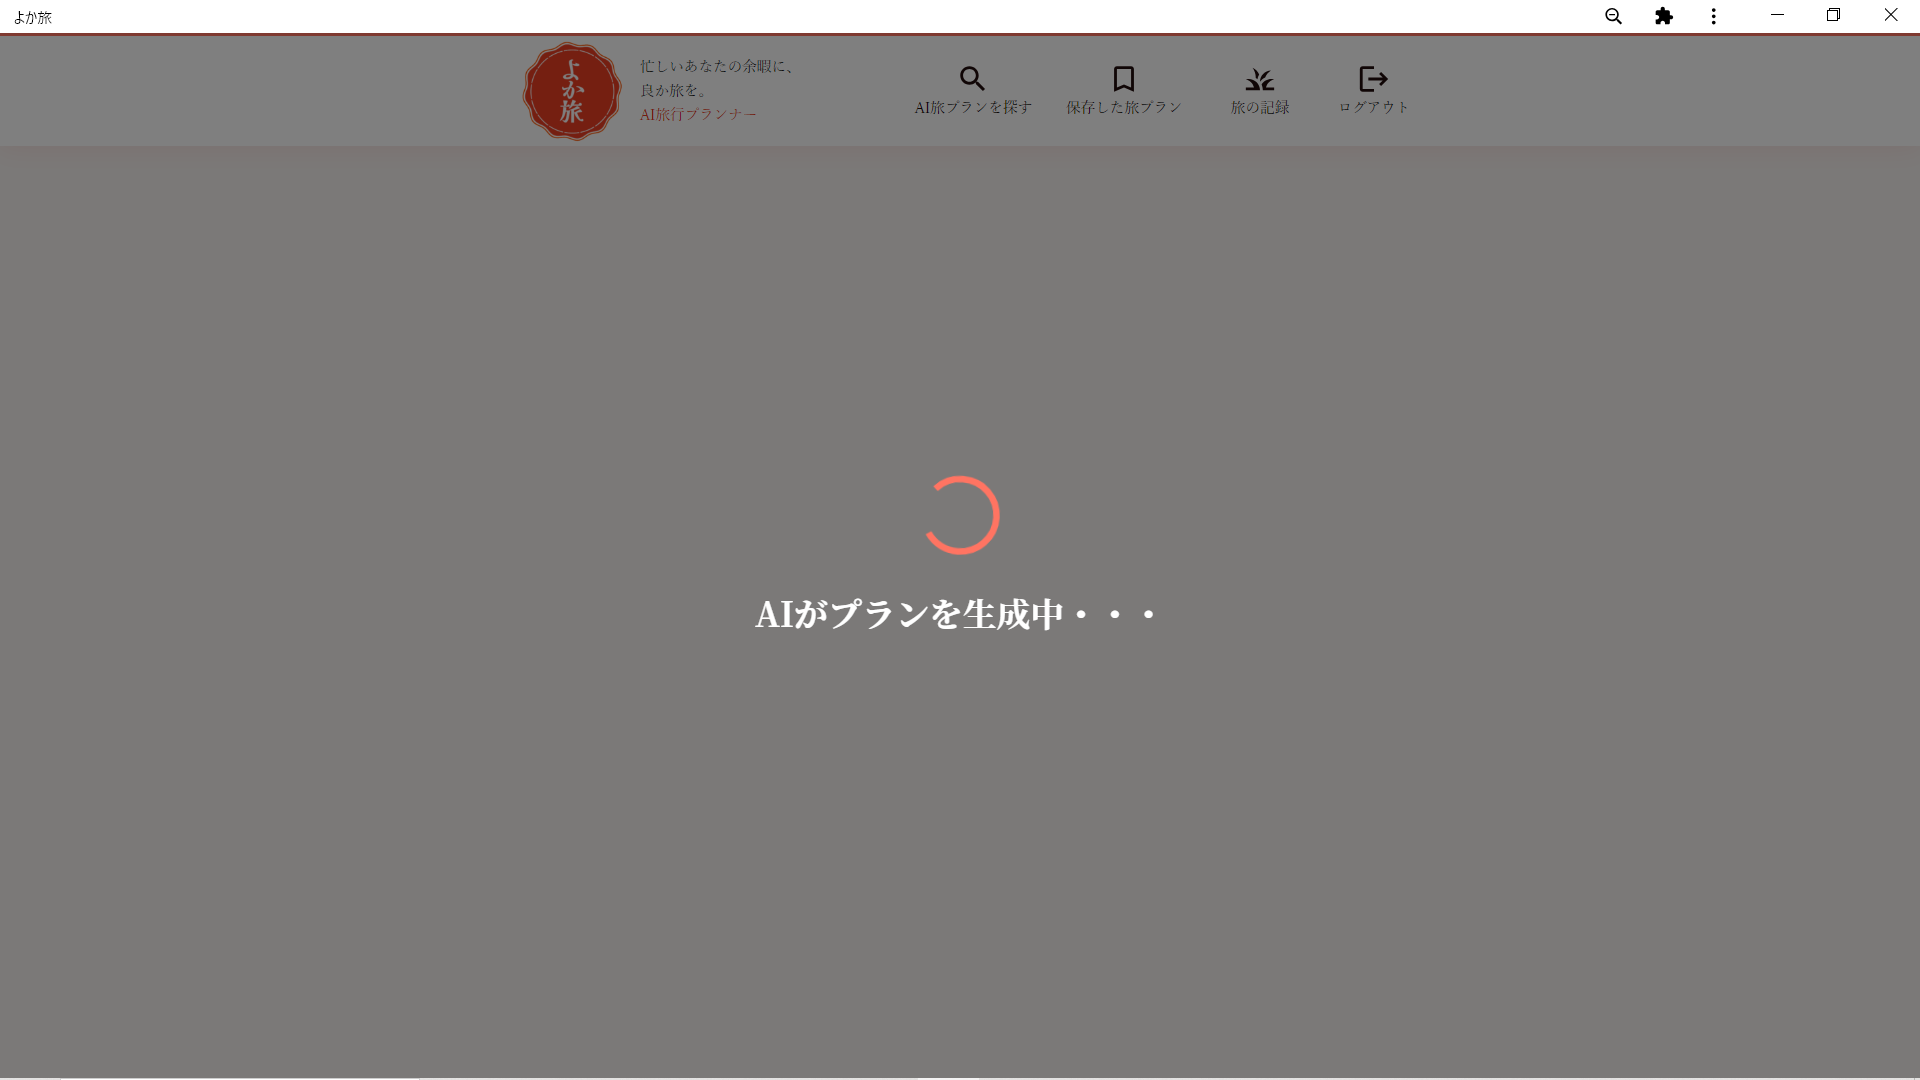 よか旅
よか旅
忙しいあなたの余暇に、
良か旅を。
AI旅行プランナー
AI旅プランを探す
保存した旅プラン
旅の記録
ログアウト
AIがプランを生成中・・・